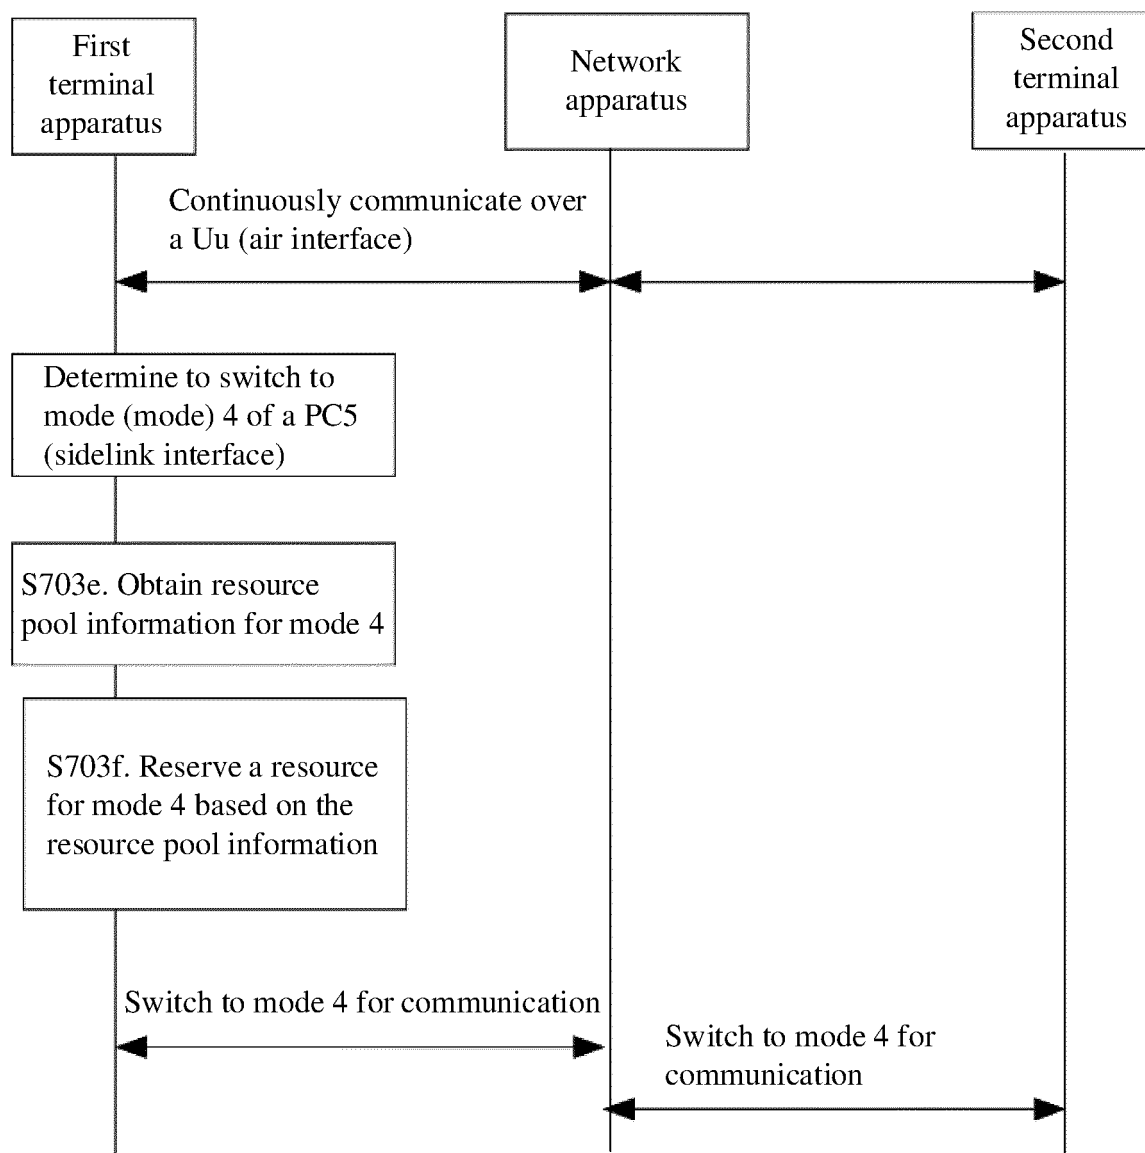 First
terminal
apparatus
Network
apparatus
Second
terminal
apparatus
Continuously communicate over
a Uu (air interface)
Determine to switch to
mode (mode) 4 of a PC5
(sidelink interface)
S703e. Obtain resource
pool information for mode 4
S703f. Reserve a resource
for mode 4 based on the
resource pool information
Switch to mode 4 for communication
Switch to mode 4 for
communication